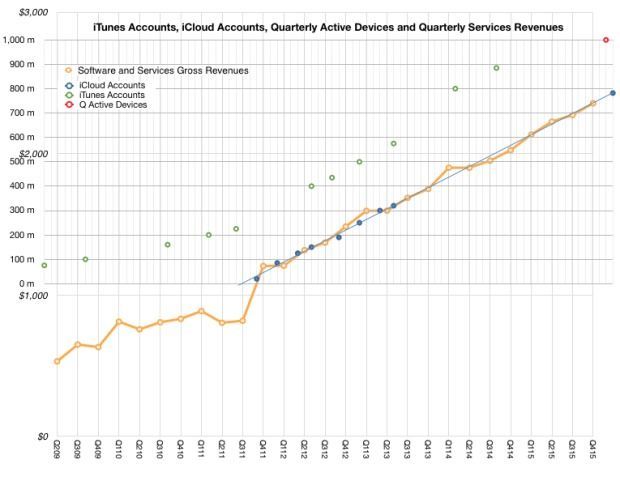 $3,000
iTunes Accounts, iCloud Accounts, Quarterly Active Devices and Quarterly Services Revenues
1,000 m
900 m
Software and Services Gross Revenues
iCloud Accounts
800 m
iTunes Accounts
Q Active Devices
700 m
600 m
$2,000
500 m
400 m
300 m
200 m
100 m
0 m
$1,000
$0
Q209
Q309
Q409
Q110
Q210
Q310
Q410
Q111
Q211
Q311
Q411
Q112
Q212
Q312
Q412
Q113
Q213
Q313
Q413
Q114
Q214
Q314
Q414
Q115
Q215
Q315
Q415